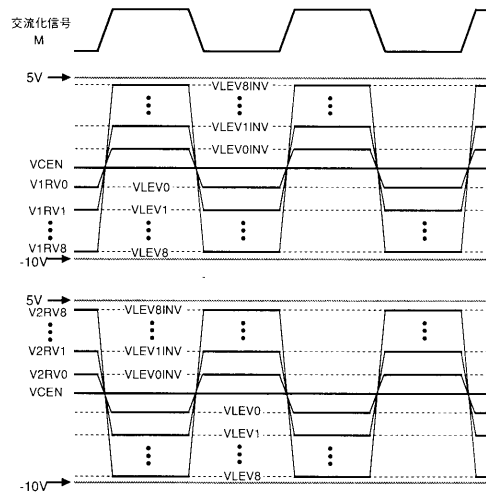 交流化信号
M
5V
VLEV8INV
VLEV1INV
VLEV0INV
VCEN
V1RV0
VLEV0
V1RV1
VLEV1
V1RV8
VLEV8
-10V
5V
V2RV8
VLEV8INV
V2RV1
VLEV1INV
V2RV0
VLEV0INV
VCEN
VLEV0
VLEV1
VLEV8
-10V